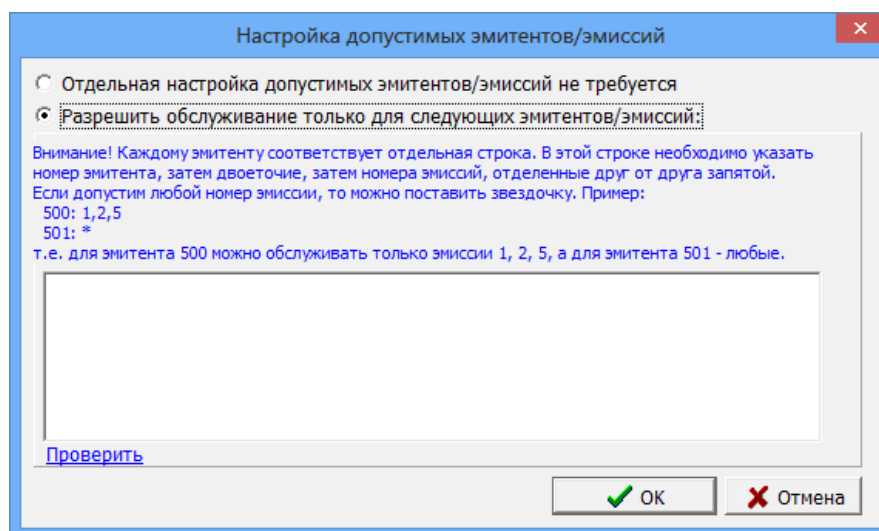 Настройка допустимых эмитентов/эмиссий
Отдельная настройка допустимых эмитентов/эмиссий не требуется
Разрешить обслуживание только для следующих эмитентов/эмиссий:
Внимание! Каждому эмитенту соответствует отдельная строка. В этой строке необходимо указать
номер эмитента, затем двоеточие, затем номера эмиссий, отделенные друг от друга запятой.
Если допустим любой номер эмиссии, то можно поставить звездочку. Пример:
500: 1,2,5
501: *
т.е. для эмитента 500 можно обслуживать только эмиссии 1, 2, 5, а для эмитента 501 - любые.
Проверить
OK
Отмена